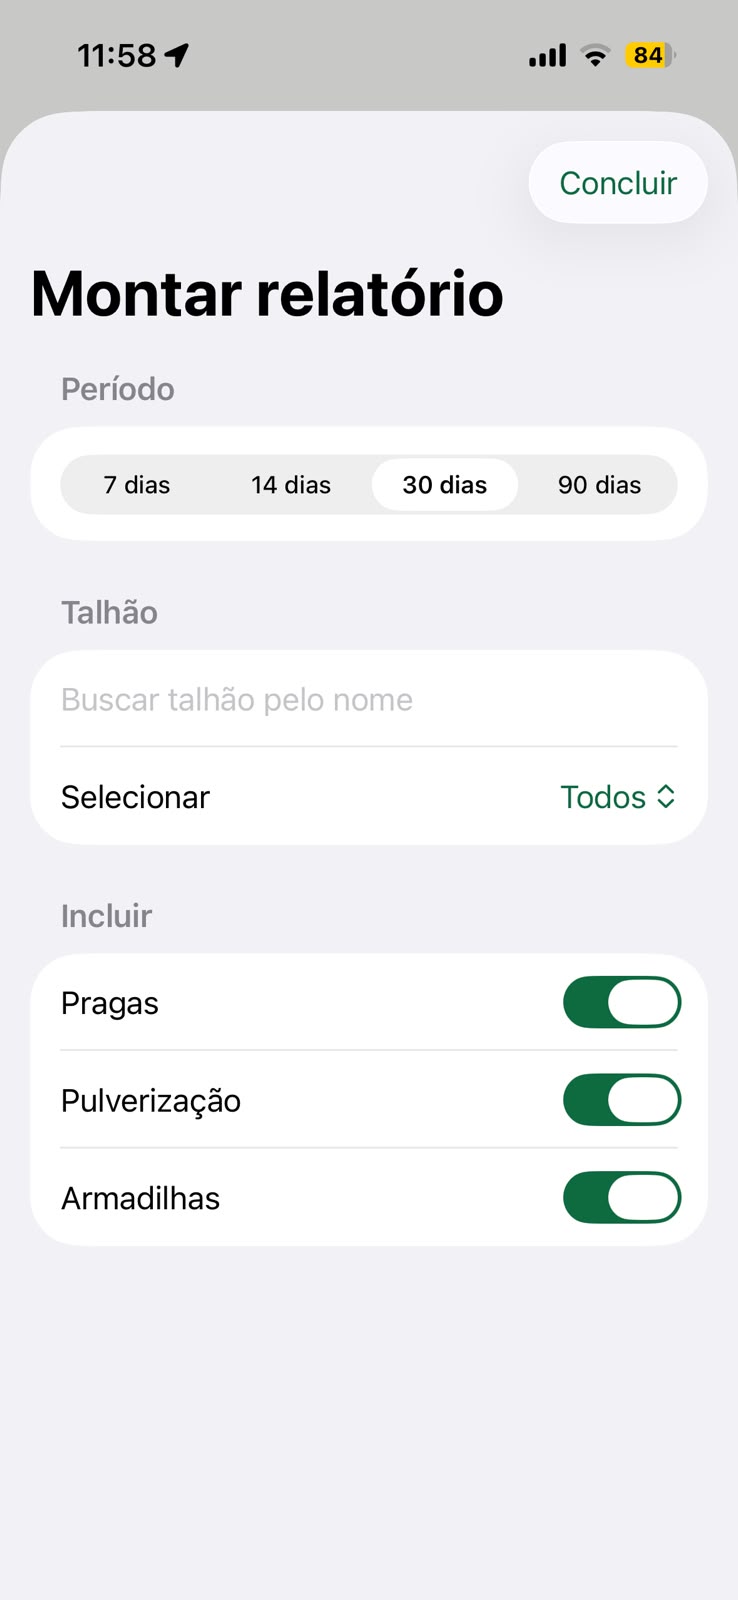 11:58
84
Concluir
Montar relatório
Período
7 dias 14 dias 30 dias 90 dias
Talhão
Buscar talhão pelo nome
Selecionar Todos
Incluir
Pragas
Pulverização
Armadilhas